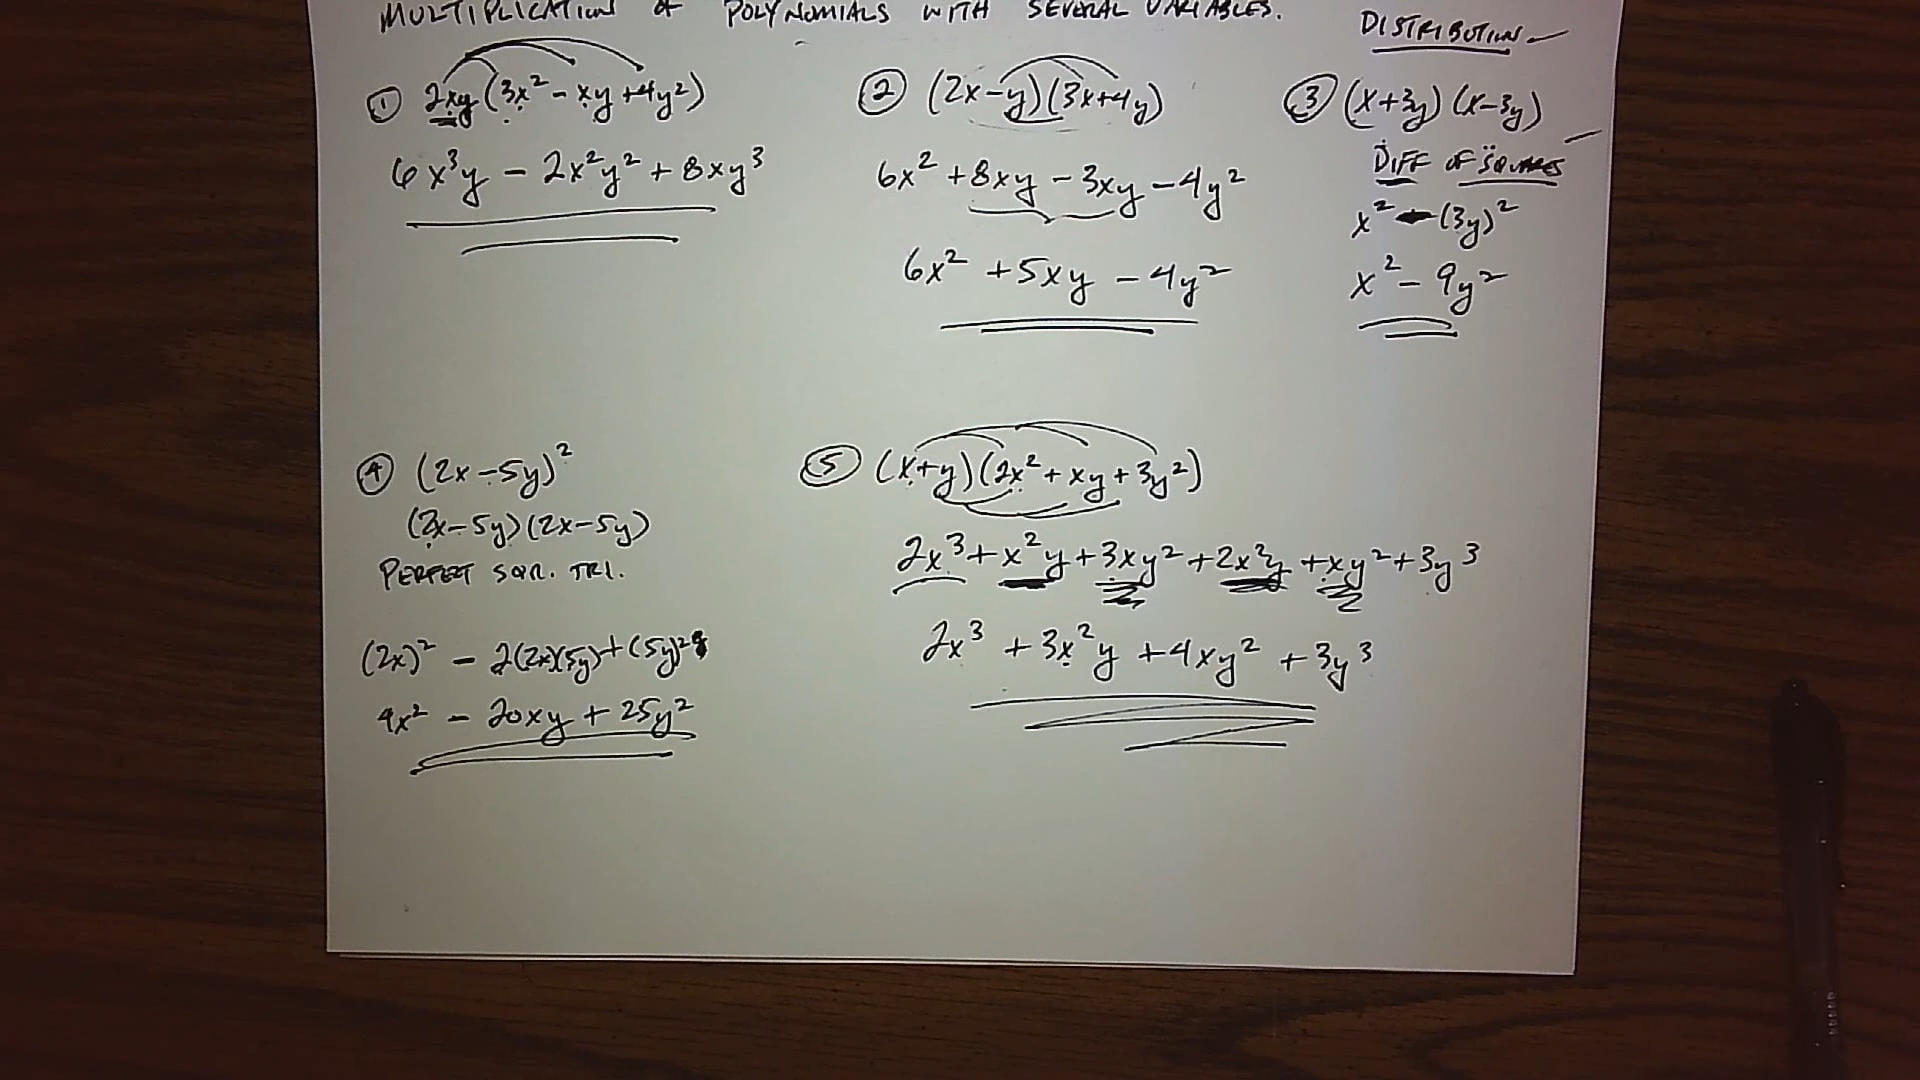 MULTIPLICATION OF POLYNOMIALS WITH SEVERAL VARIABLES.
DISTRIBUTION
① 2xy(3x² - xy + 4y²)
6x³y - 2x²y² + 8xy³
② (2x - y)(3x + 4y)
6x² + 8xy - 3xy - 4y²
6x² + 5xy - 4y²
③ (x + 3y)(x - 3y)
DIFF OF SQUARES
x² - (3y)²
x² - 9y²
④ (2x - 5y)²
(2x - 5y)(2x - 5y)
PERFECT SQR. TRI.
(2x)² - 2(2x)(5y) + (5y)²
4x² - 20xy + 25y²
⑤ (x + y)(2x² + xy + 3y²)
2x³ + x²y + 3xy² + 2x²y + xy² + 3y³
2x³ + 3x²y + 4xy² + 3y³